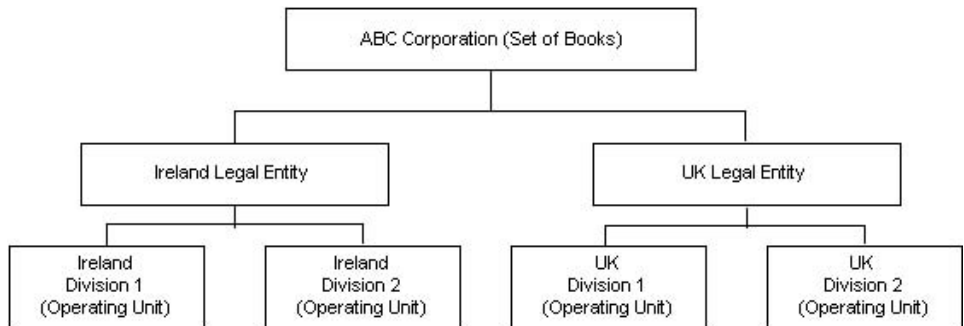 ABC Corporation (Set of Books)
Ireland Legal Entity
UK Legal Entity
Ireland
Division 1
(Operating Unit)
Ireland
Division 2
(Operating Unit)
UK
Division 1
(Operating Unit)
UK
Division 2
(Operating Unit)